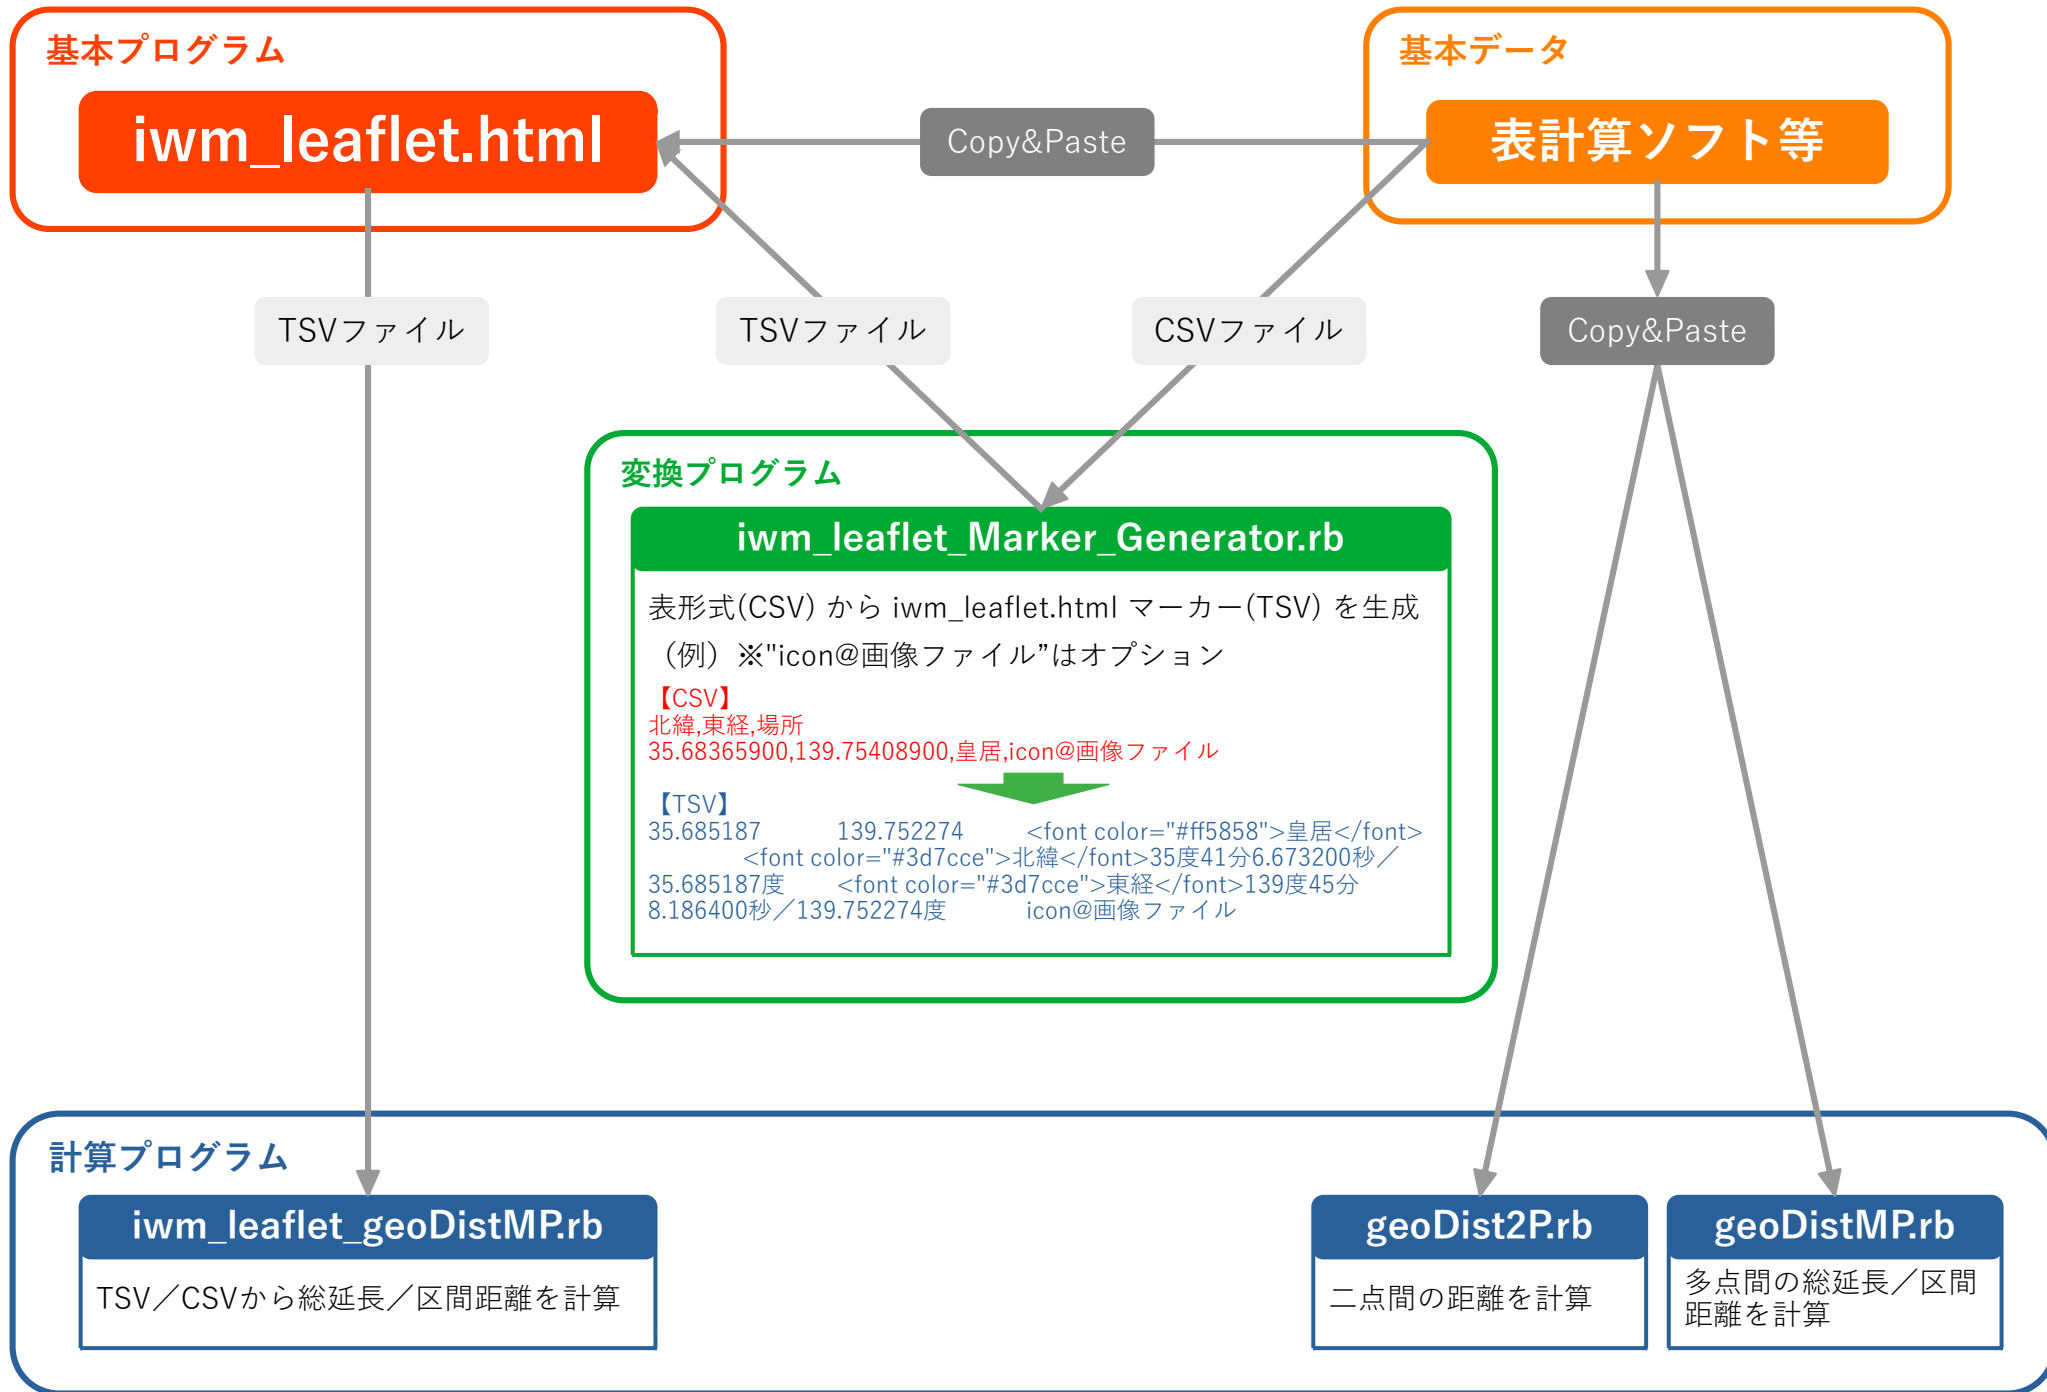 基本プログラム
iwm_leaflet.html
Copy&Paste
基本データ
表計算ソフト等
TSVファイル
TSVファイル
CSVファイル
Copy&Paste
変換プログラム
iwm_leaflet_Marker_Generator.rb
表形式(CSV) から iwm_leaflet.html マーカー(TSV) を生成
（例）※"icon@画像ファイル”はオプション
【CSV】
北緯,東経,場所
35.68365900,139.75408900,皇居,icon@画像ファイル
【TSV】
35.685187 139.752274 <font color="#ff5858">皇居</font>
<font color="#3d7cce">北緯</font>35度41分6.673200秒／
35.685187度 <font color="#3d7cce">東経</font>139度45分
8.186400秒／139.752274度 icon@画像ファイル
計算プログラム
iwm_leaflet_geoDistMP.rb
TSV／CSVから総延長／区間距離を計算
geoDist2P.rb
二点間の距離を計算
geoDistMP.rb
多点間の総延長／区間
距離を計算